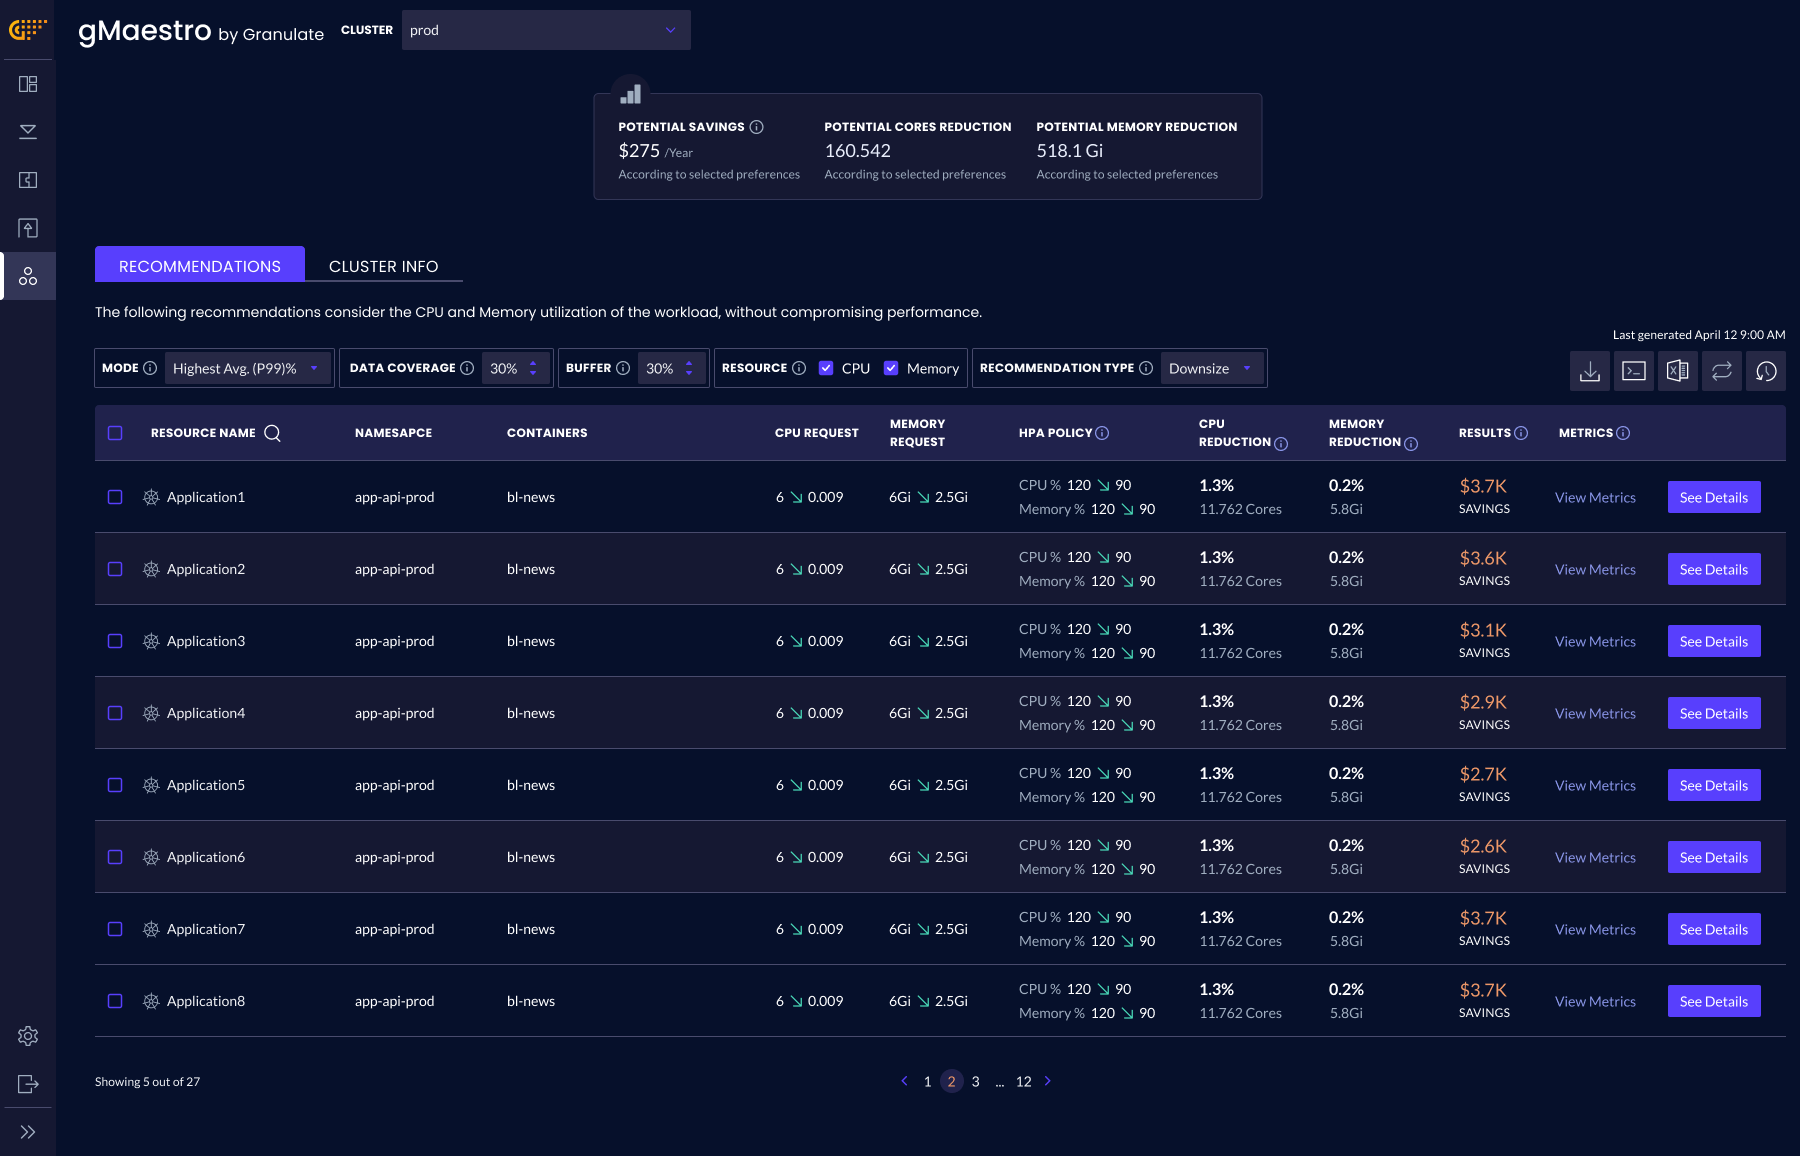 gMaestro by Granulate CLUSTER prod
POTENTIAL SAVINGS POTENTIAL CORES REDUCTION POTENTIAL MEMORY REDUCTION
$275 /Year 160.542 518.1 Gi
According to selected preferences According to selected preferences According to selected preferences
RECOMMENDATIONS CLUSTER INFO
The following recommendations consider the CPU and Memory utilization of the workload, without compromising performance.
Last generated April 12 9:00 AM
MODE Highest Avg. (P99)% DATA COVERAGE 30% BUFFER 30% RESOURCE CPU Memory RECOMMENDATION TYPE Downsize
RESOURCE NAME NAMESAPCE CONTAINERS CPU REQUEST MEMORY REQUEST HPA POLICY CPU REDUCTION MEMORY REDUCTION RESULTS METRICS
Application1 app-api-prod bl-news 6 0.009 6Gi 2.5Gi CPU % 120 90 1.3% 0.2% $3.7K View Metrics See Details
Memory % 120 90 11.762 Cores 5.8Gi SAVINGS
Application2 app-api-prod bl-news 6 0.009 6Gi 2.5Gi CPU % 120 90 1.3% 0.2% $3.6K View Metrics See Details
Memory % 120 90 11.762 Cores 5.8Gi SAVINGS
Application3 app-api-prod bl-news 6 0.009 6Gi 2.5Gi CPU % 120 90 1.3% 0.2% $3.1K View Metrics See Details
Memory % 120 90 11.762 Cores 5.8Gi SAVINGS
Application4 app-api-prod bl-news 6 0.009 6Gi 2.5Gi CPU % 120 90 1.3% 0.2% $2.9K View Metrics See Details
Memory % 120 90 11.762 Cores 5.8Gi SAVINGS
Application5 app-api-prod bl-news 6 0.009 6Gi 2.5Gi CPU % 120 90 1.3% 0.2% $2.7K View Metrics See Details
Memory % 120 90 11.762 Cores 5.8Gi SAVINGS
Application6 app-api-prod bl-news 6 0.009 6Gi 2.5Gi CPU % 120 90 1.3% 0.2% $2.6K View Metrics See Details
Memory % 120 90 11.762 Cores 5.8Gi SAVINGS
Application7 app-api-prod bl-news 6 0.009 6Gi 2.5Gi CPU % 120 90 1.3% 0.2% $3.7K View Metrics See Details
Memory % 120 90 11.762 Cores 5.8Gi SAVINGS
Application8 app-api-prod bl-news 6 0.009 6Gi 2.5Gi CPU % 120 90 1.3% 0.2% $3.7K View Metrics See Details
Memory % 120 90 11.762 Cores 5.8Gi SAVINGS
Showing 5 out of 27 1 2 3 ... 12